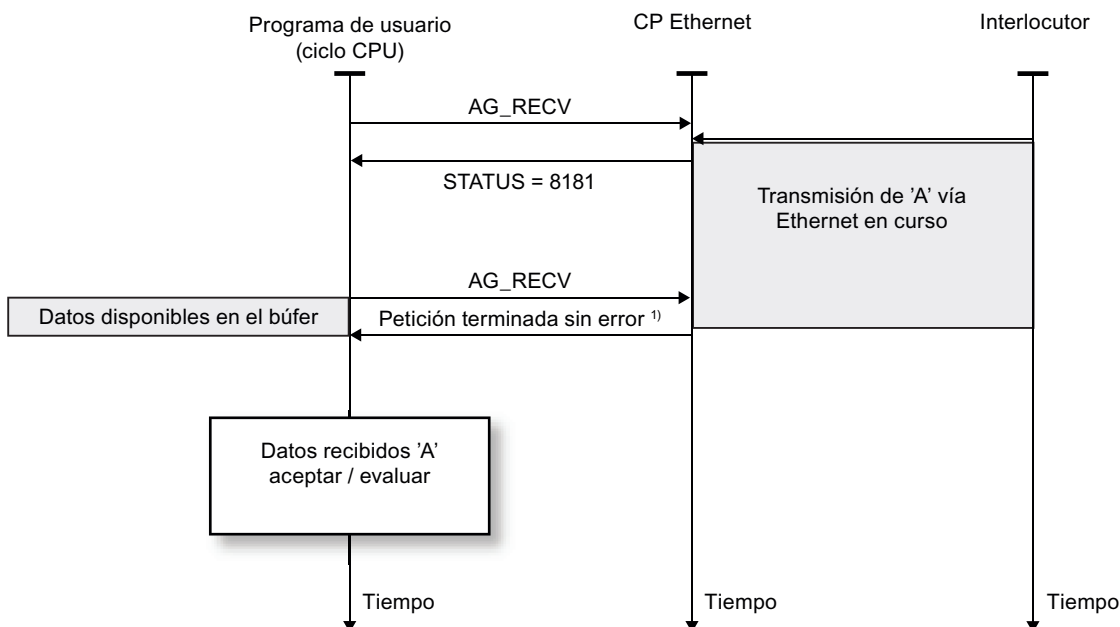 Programa de usuario
(ciclo CPU)
CP Ethernet
Interlocutor
AG_RECV
STATUS = 8181
Transmisión de ’A’ vía
Ethernet en curso
AG_RECV
Datos disponibles en el búfer
Petición terminada sin error 1)
Datos recibidos ’A’
aceptar / evaluar
Tiempo
Tiempo
Tiempo